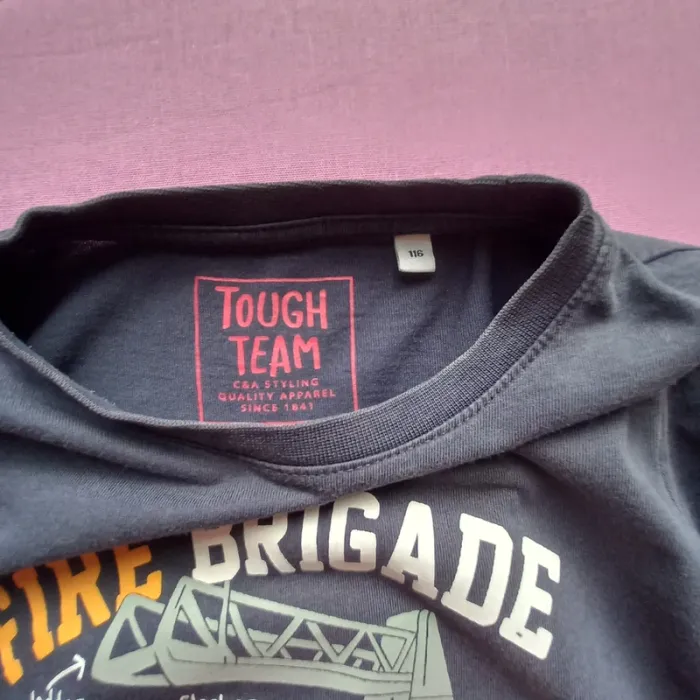 116
TOUGH
TEAM
C&A STYLING
QUALITY APPAREL
SINCE 1841
FIRE BRIGADE